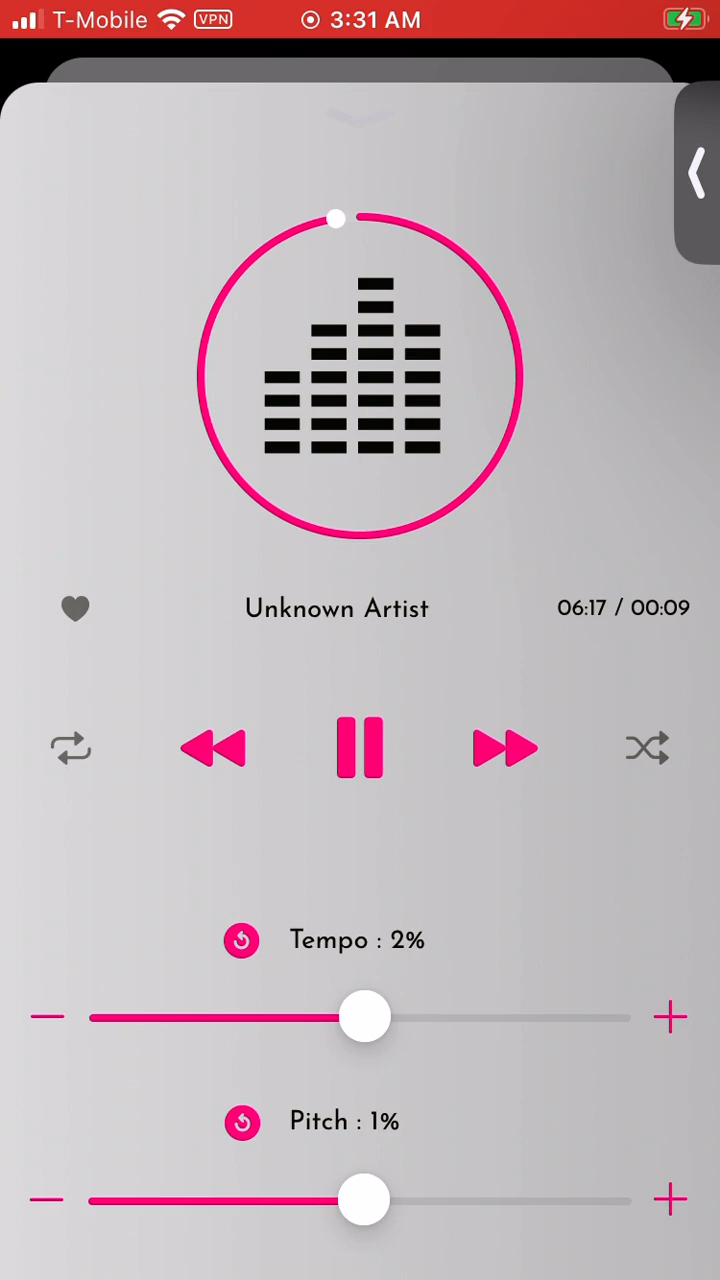 T-Mobile VPN 3:31 AM
Unknown Artist 06:17 / 00:09
Tempo : 2%
Pitch : 1%